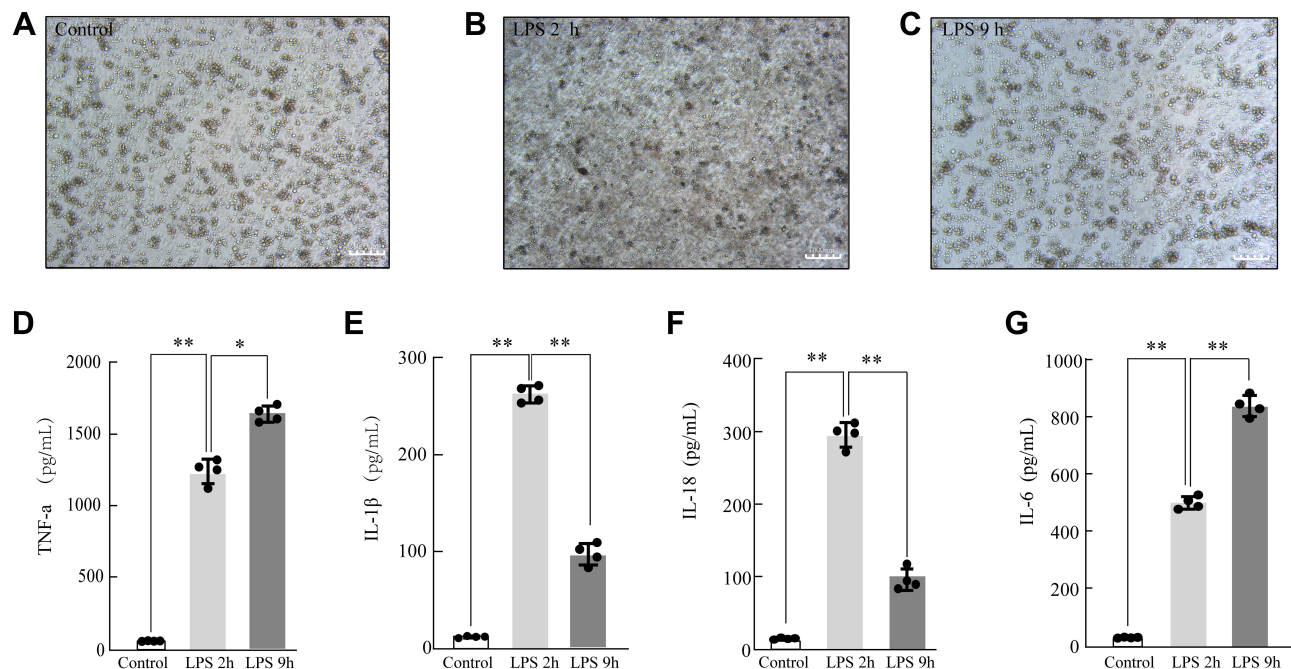 A
Control
B
LPS 2 h
C
LPS 9 h
D
**
*
2000
1500
1000
500
0
TNF-a (pg/mL)
Control
LPS 2h
LPS 9h
E
**
**
300
200
100
0
IL-1β (pg/mL)
Control
LPS 2h
LPS 9h
F
**
**
400
300
200
100
0
IL-18 (pg/mL)
Control
LPS 2h
LPS 9h
G
**
**
1000
800
600
400
200
0
IL-6 (pg/mL)
Control
LPS 2h
LPS 9h